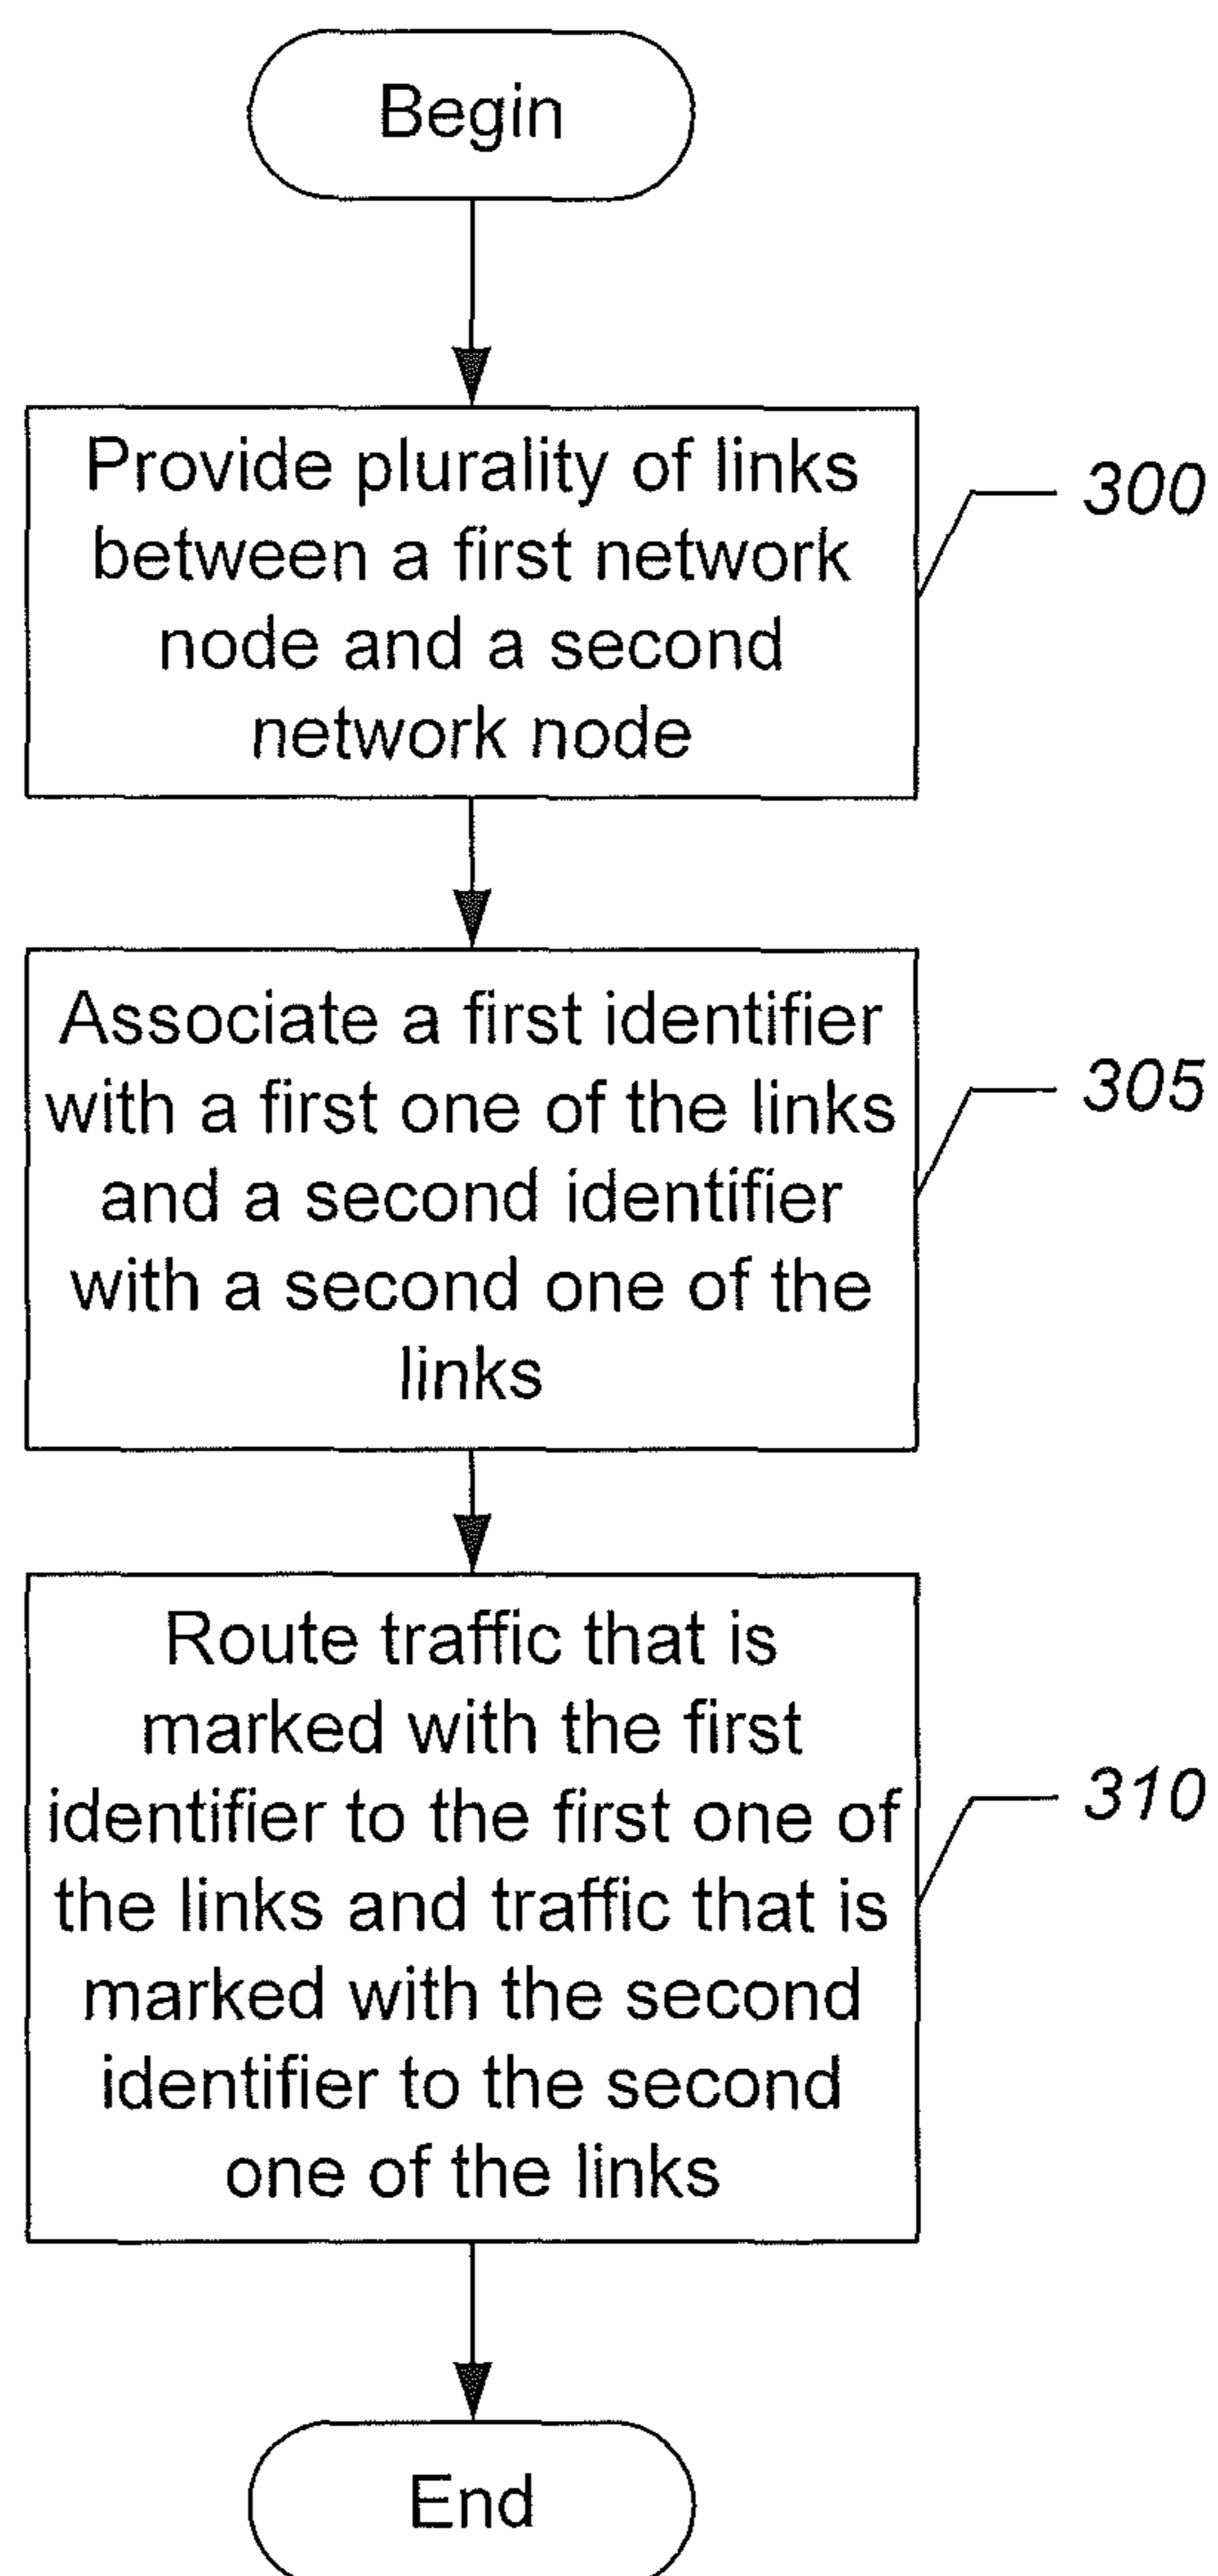 Begin
Provide plurality of links
between a first network
node and a second
network node
300
Associate a first identifier
with a first one of the links
and a second identifier
with a second one of the
links
305
Route traffic that is
marked with the first
identifier to the first one of
the links and traffic that is
marked with the second
identifier to the second
one of the links
310
End